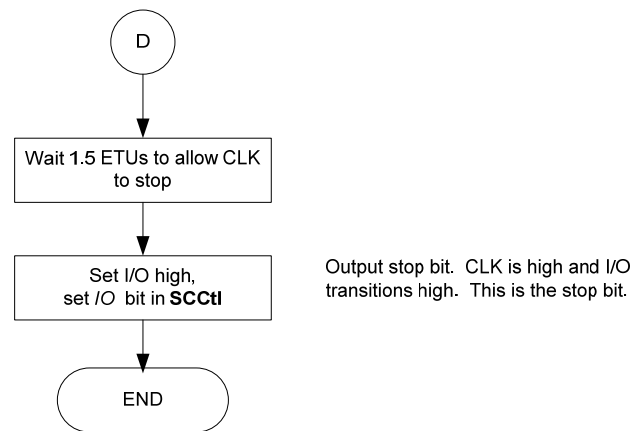 D
Wait 1.5 ETUs to allow CLK
to stop
Set I/O high,
set IO bit in SCCtl
Output stop bit. CLK is high and I/O
transitions high. This is the stop bit.
END